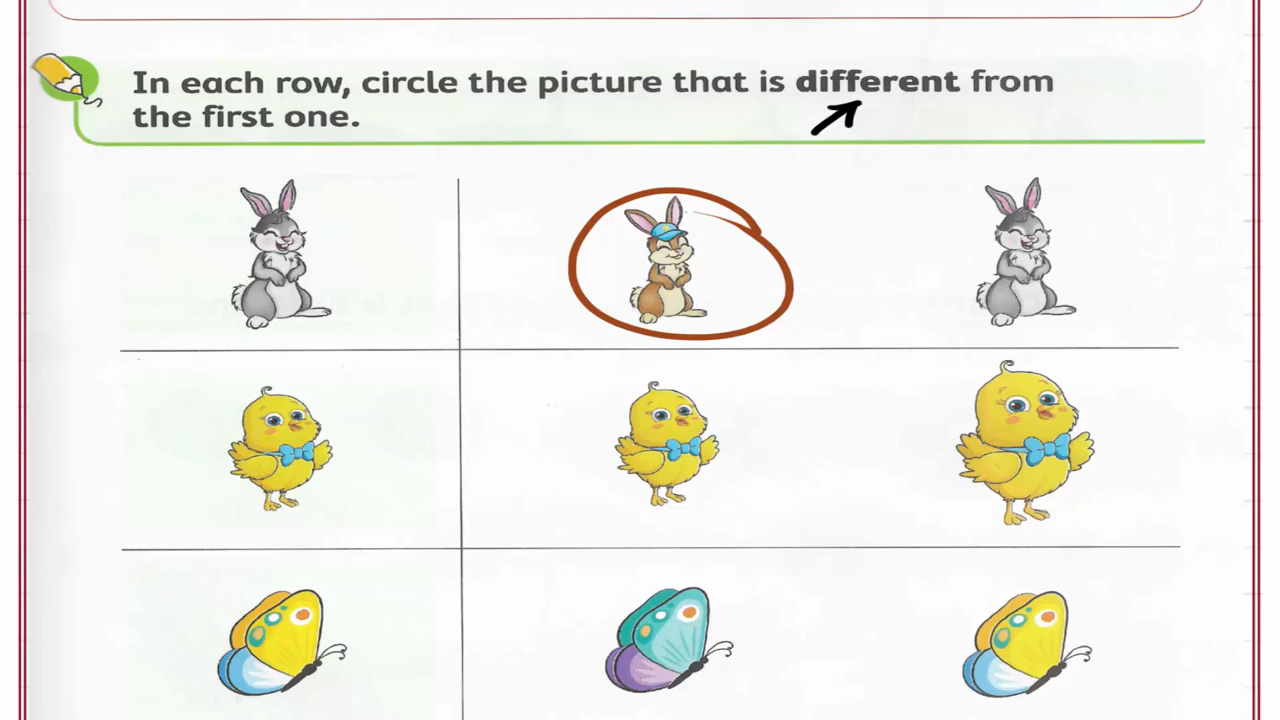 In each row, circle the picture that is different from
the first one.